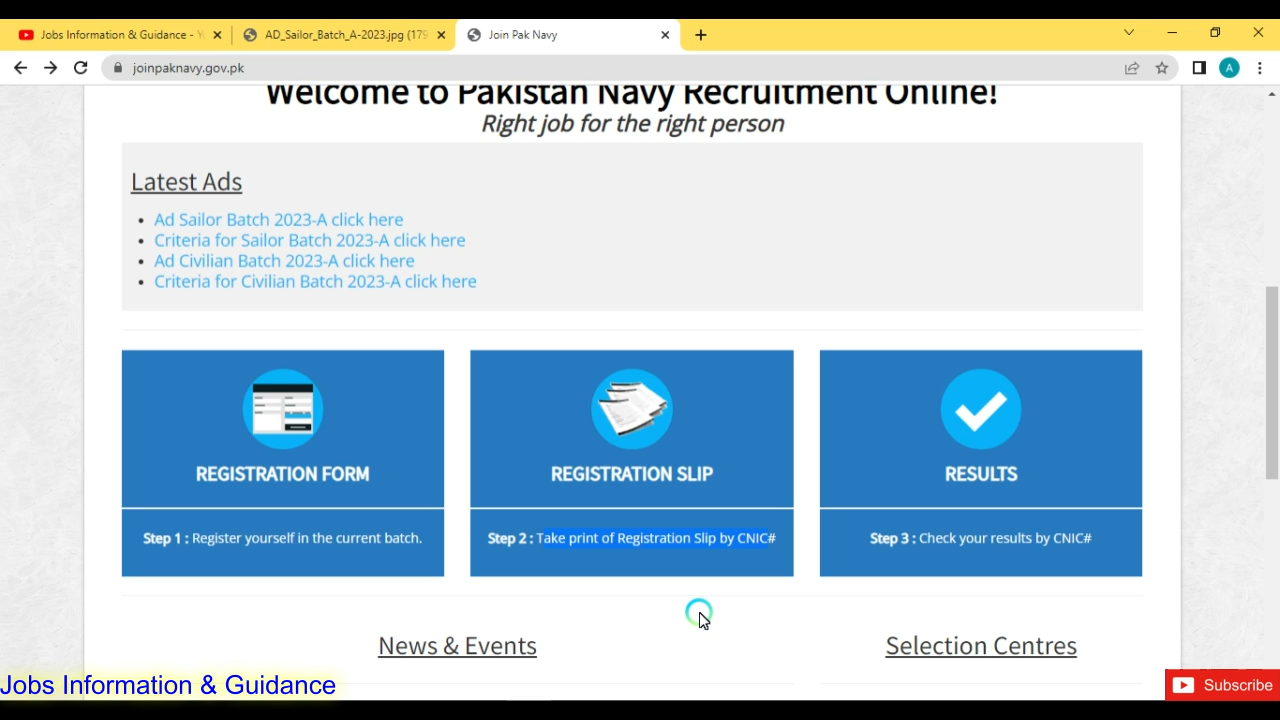 Jobs Information & Guidance -
AD_Sailor_Batch_A-2023.jpg (179
Join Pak Navy
joinpaknavy.gov.pk
A
Welcome to Pakistan Navy Recruitment Online!
Right job for the right person
Latest Ads
Ad Sailor Batch 2023-A click here
Criteria for Sailor Batch 2023-A click here
Ad Civilian Batch 2023-A click here
Criteria for Civilian Batch 2023-A click here
REGISTRATION FORM
Step 1 : Register yourself in the current batch.
REGISTRATION SLIP
Step 2 : Take print of Registration Slip by CNIC#
RESULTS
Step 3 : Check your results by CNIC#
News & Events
Selection Centres
Jobs Information & Guidance
Subscribe